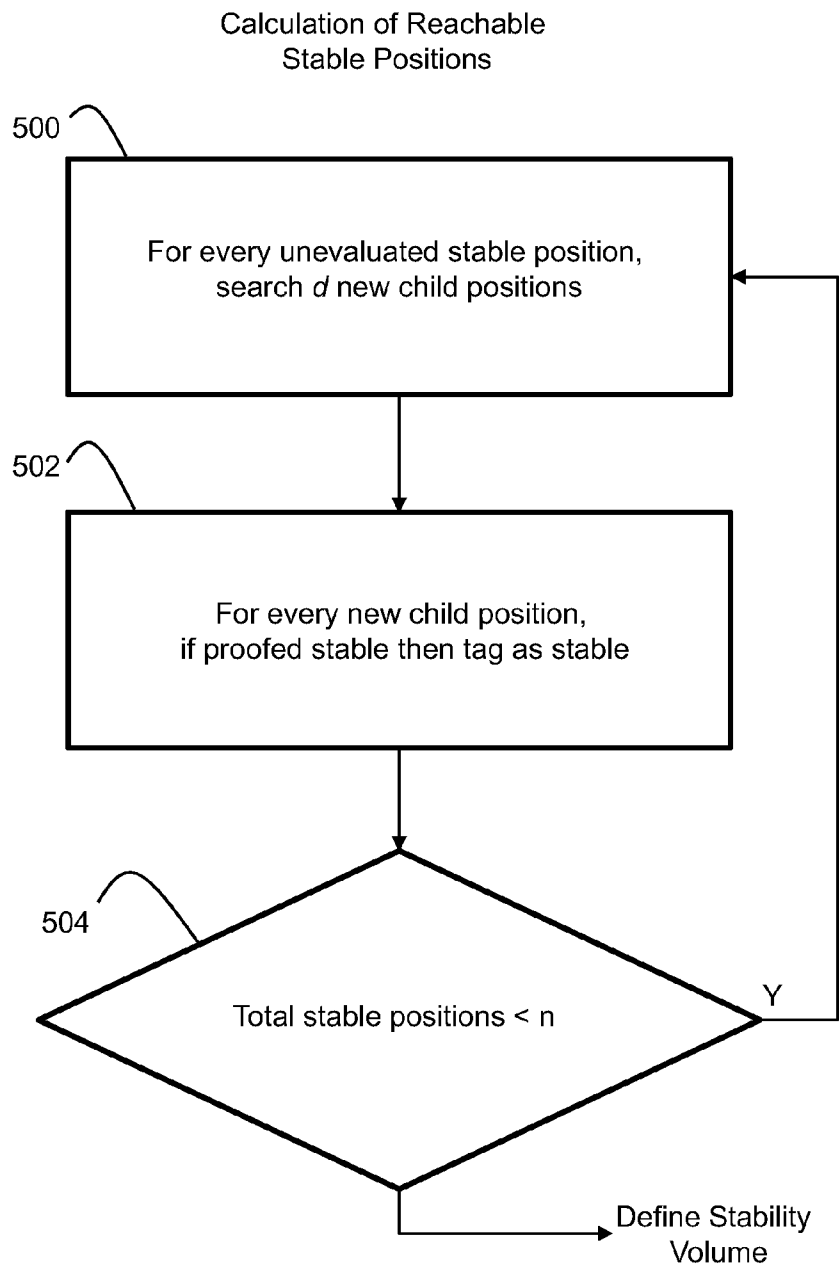 Calculation of Reachable
Stable Positions
500
For every unevaluated stable position,
search d new child positions
502
For every new child position,
if proofed stable then tag as stable
504
Total stable positions < n
Y
Define Stability
Volume